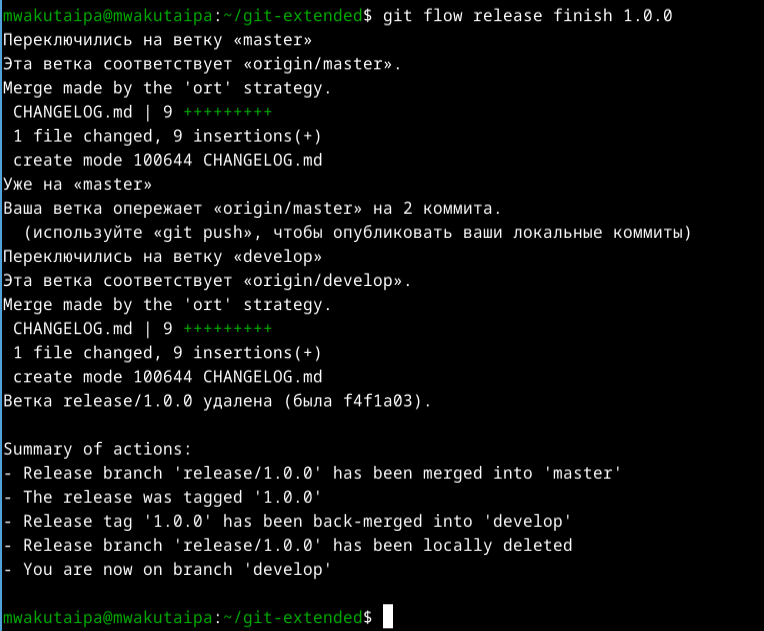 mwakutaipa@mwakutaipa:~/git-extended$ git flow release finish 1.0.0
Переключились на ветку «master»
Эта ветка соответствует «origin/master».
Merge made by the 'ort' strategy.
 CHANGELOG.md | 9 +++++++++
 1 file changed, 9 insertions(+)
 create mode 100644 CHANGELOG.md
Уже на «master»
Ваша ветка опережает «origin/master» на 2 коммита.
  (используйте «git push», чтобы опубликовать ваши локальные коммиты)
Переключились на ветку «develop»
Эта ветка соответствует «origin/develop».
Merge made by the 'ort' strategy.
 CHANGELOG.md | 9 +++++++++
 1 file changed, 9 insertions(+)
 create mode 100644 CHANGELOG.md
Ветка release/1.0.0 удалена (была f4f1a03).

Summary of actions:
- Release branch 'release/1.0.0' has been merged into 'master'
- The release was tagged '1.0.0'
- Release tag '1.0.0' has been back-merged into 'develop'
- Release branch 'release/1.0.0' has been locally deleted
- You are now on branch 'develop'

mwakutaipa@mwakutaipa:~/git-extended$